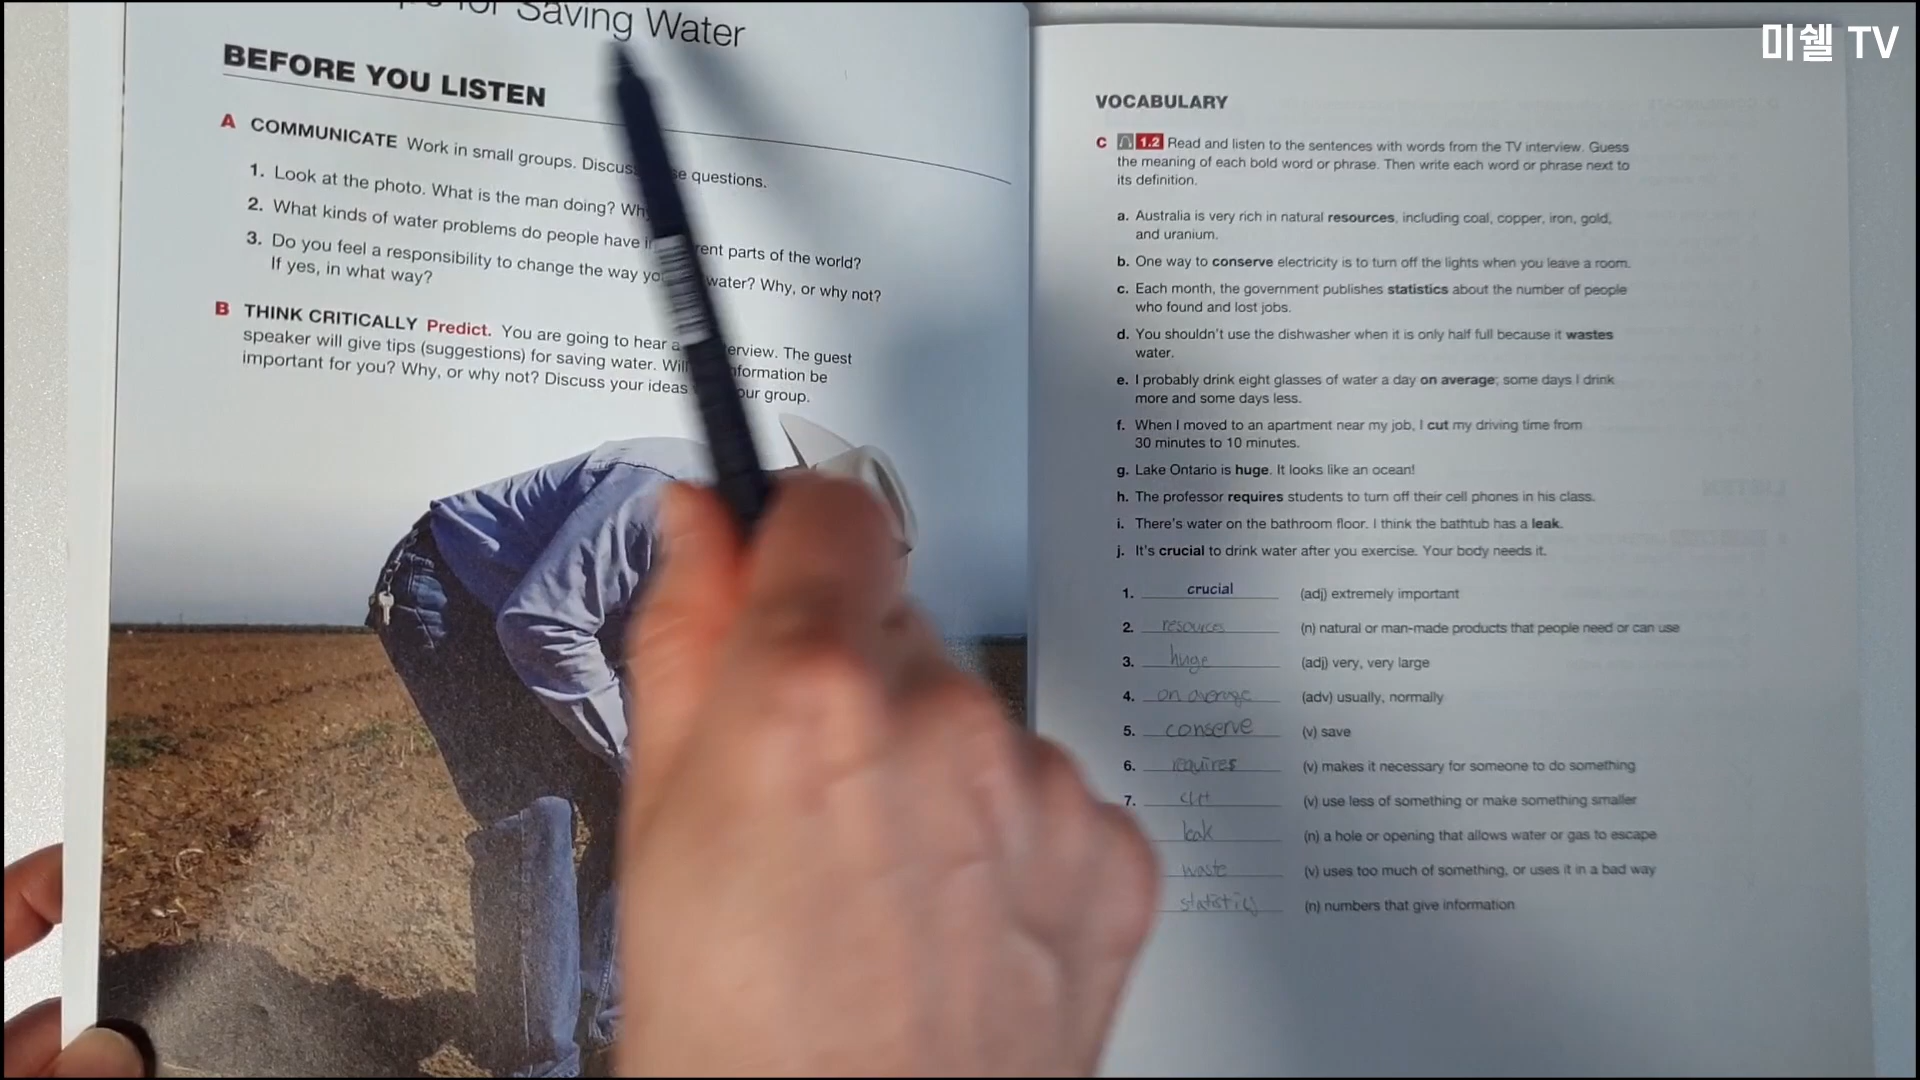 for Saving Water
BEFORE YOU LISTEN
A COMMUNICATE Work in small groups. Discuss questions.
1. Look at the photo. What is the man doing?
2. What kinds of water problems do people have parts of the world?
3. Do you feel a responsibility to change the way water? Why, or why not?
If yes, in what way?
B THINK CRITICALLY Predict. You are going to hear a The guest
speaker will give tips (suggestions) for saving water. Will be
important for you? Why, or why not? Discuss your ideas group.
미쉘 TV
VOCABULARY
C 1.2 Read and listen to the sentences with words from the TV interview. Guess
the meaning of each bold word or phrase. Then write each word or phrase next to
its definition.
a. Australia is very rich in natural resources, including coal, copper, iron, gold,
and uranium.
b. One way to conserve electricity is to turn off the lights when you leave a room.
c. Each month, the government publishes statistics about the number of people
who found and lost jobs.
d. You shouldn't use the dishwasher when it is only half full because it wastes
water.
e. I probably drink eight glasses of water a day on average; some days I drink
more and some days less.
f. When I moved to an apartment near my job, I cut my driving time from
30 minutes to 10 minutes.
g. Lake Ontario is huge. It looks like an ocean!
h. The professor requires students to turn off their cell phones in his class.
i. There's water on the bathroom floor. I think the bathtub has a leak.
j. It's crucial to drink water after you exercise. Your body needs it.
1. crucial (adj) extremely important
2. resources (n) natural or man-made products that people need or can use
3. huge (adj) very, very large
4. on average (adv) usually, normally
5. conserve (v) save
6. requires (v) makes it necessary for someone to do something
7. cut (v) use less of something or make something smaller
leak (n) a hole or opening that allows water or gas to escape
waste (v) uses too much of something, or uses it in a bad way
statistics (n) numbers that give information